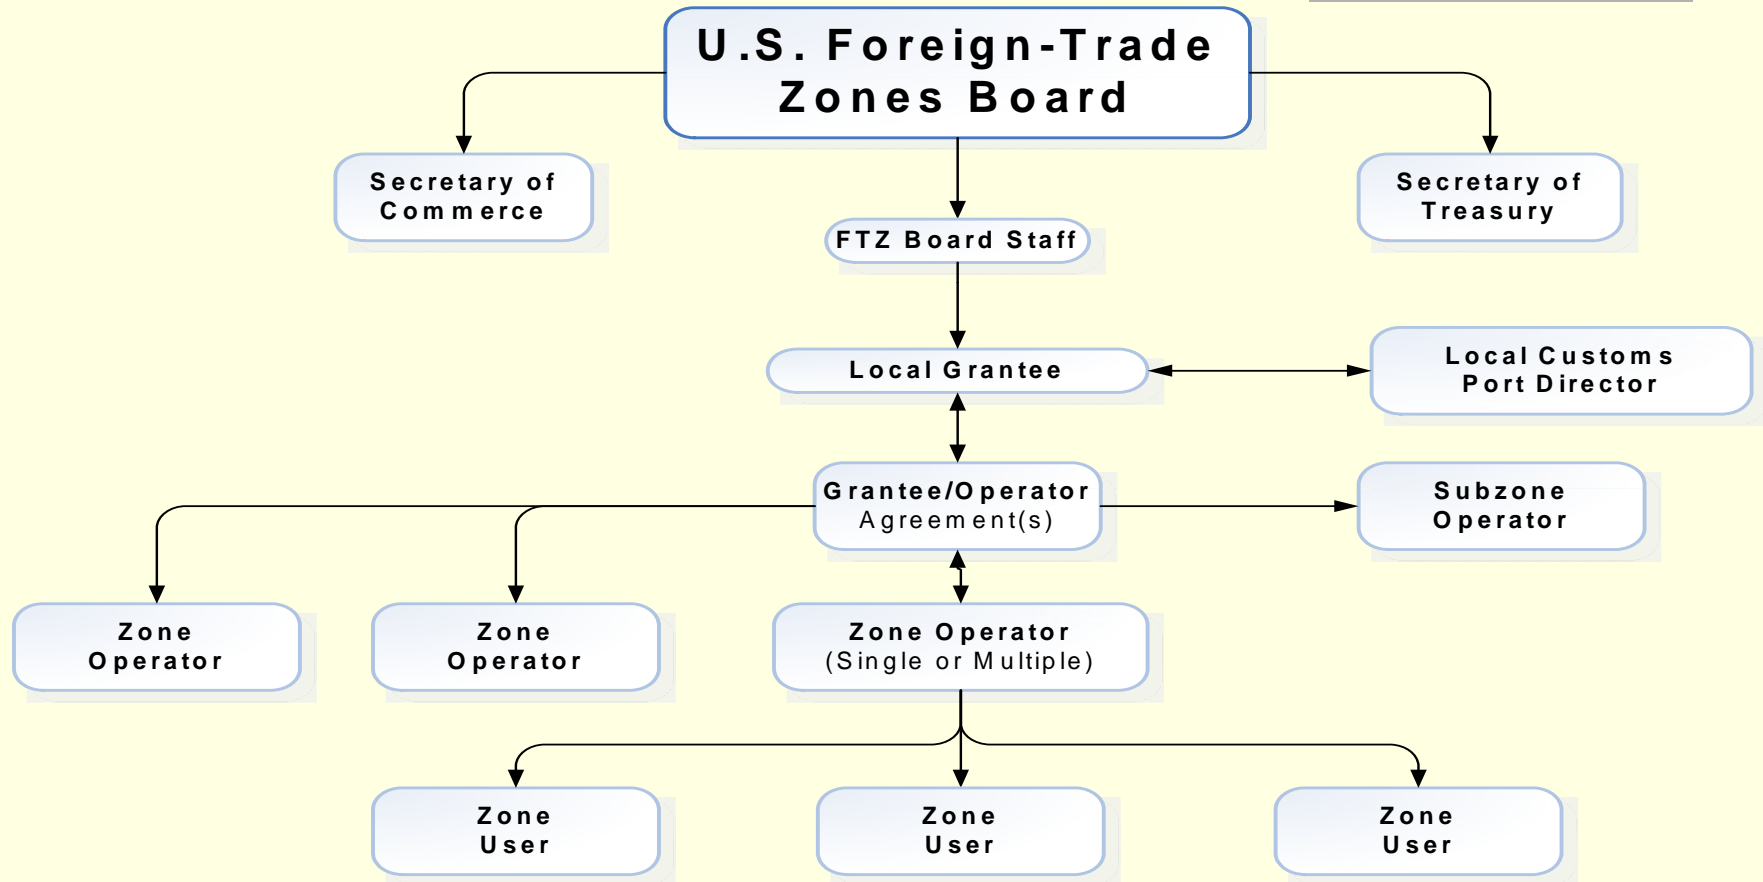 U.S. Foreign-Trade
Zones Board
Secretary of
Commerce
Secretary of
Treasury
FTZ Board Staff
Local Grantee
Local Customs
Port Director
Grantee/Operator
Agreement(s)
Subzone
Operator
Zone
Operator
Zone
Operator
Zone Operator
(Single or Multiple)
Zone
User
Zone
User
Zone
User